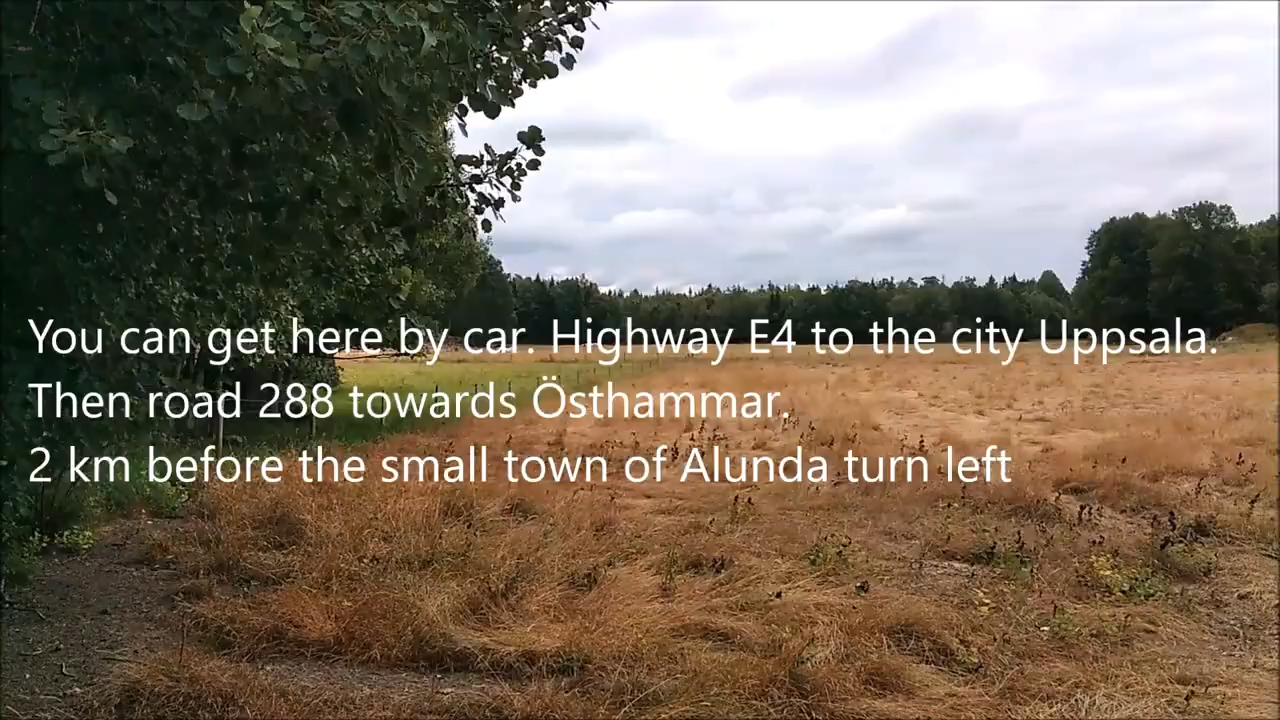 You can get here by car. Highway E4 to the city Uppsala.
Then road 288 towards Östhammar.
2 km before the small town of Alunda turn left